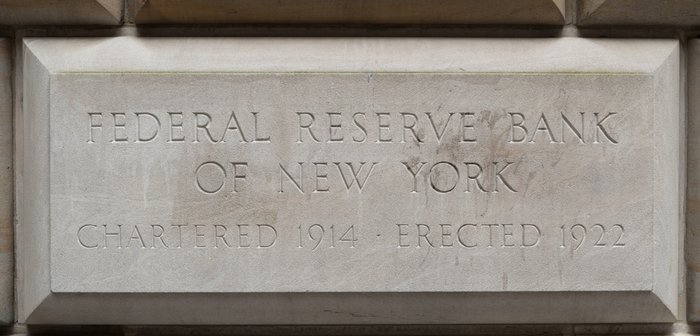 FEDERAL RESERVE BANK
OF NEW YORK
CHARTERED 1914 · ERECTED 1922